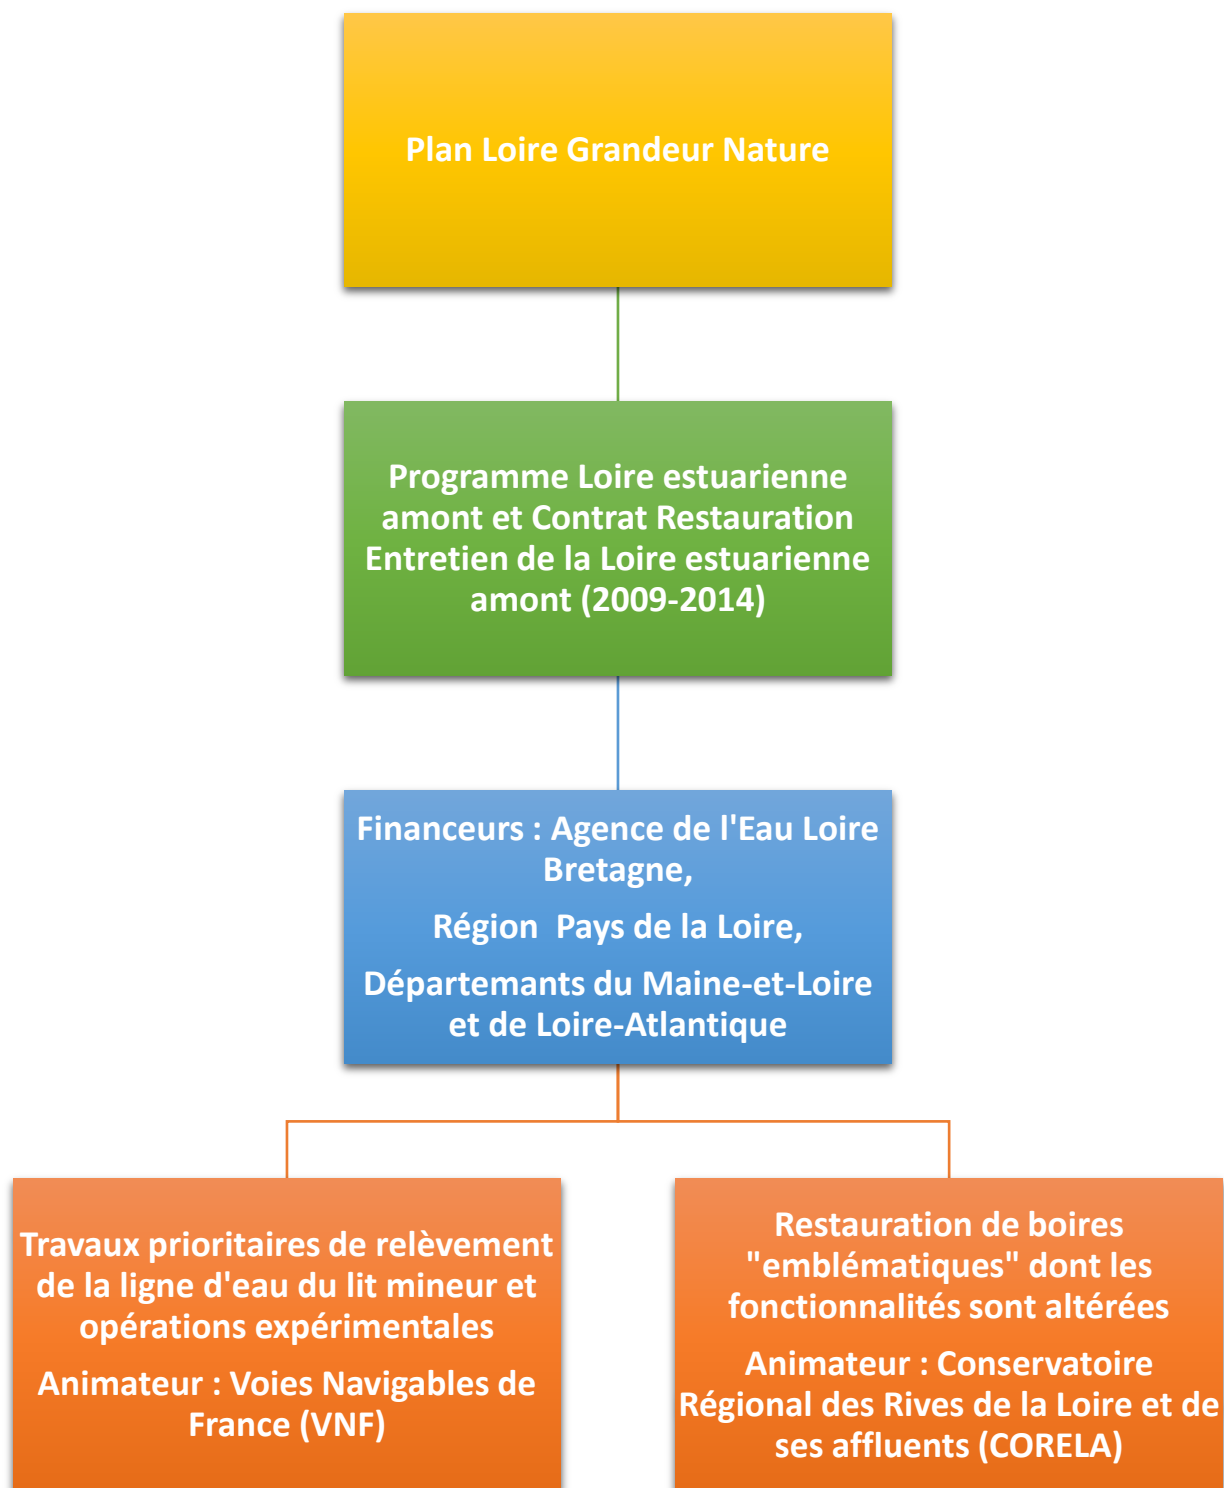 Plan Loire Grandeur Nature
Programme Loire estuarienne
amont et Contrat Restauration
Entretien de la Loire estuarienne
amont (2009-2014)
Financeurs : Agence de l'Eau Loire
Bretagne,
Région  Pays de la Loire,
Départemants du Maine-et-Loire
et de Loire-Atlantique
Travaux prioritaires de relèvement
de la ligne d'eau du lit mineur et
opérations expérimentales
Animateur : Voies Navigables de
France (VNF)
Restauration de boires
"emblématiques" dont les
fonctionnalités sont altérées
Animateur : Conservatoire
Régional des Rives de la Loire et de
ses affluents (CORELA)